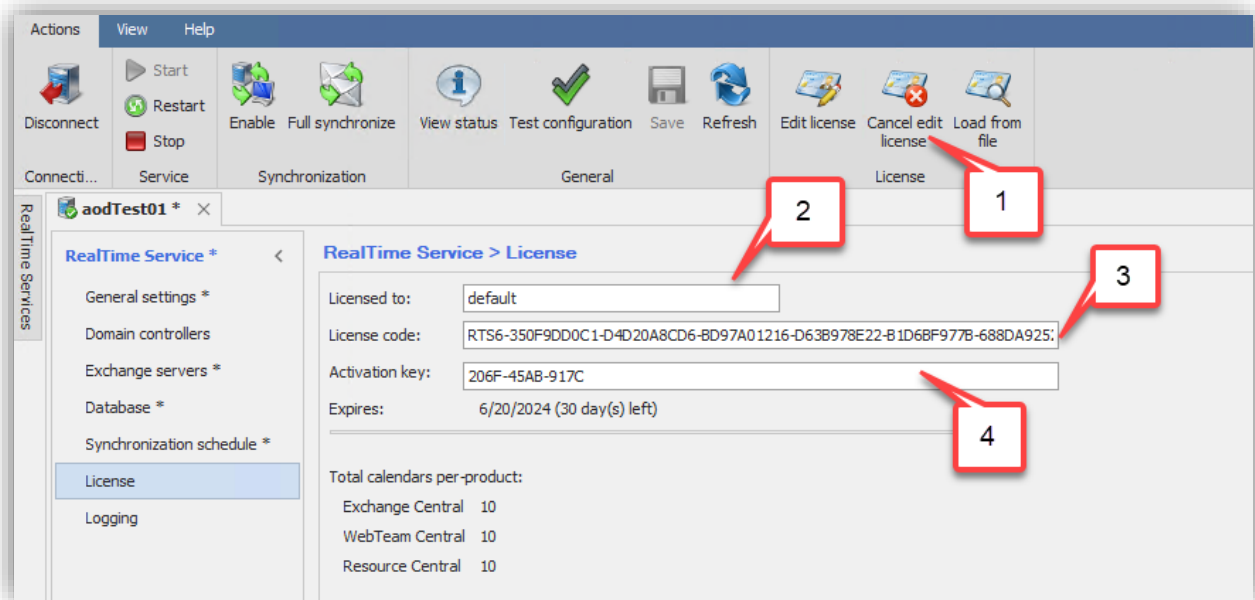 Actions View Help
Start
Restart
Stop
Disconnect Enable Full synchronize View status Test configuration Save Refresh Edit license Cancel edit license Load from file
Connecti... Service Synchronization General License
1
2
3
4
RealTime Services
aodTest01 *
RealTime Service *
General settings *
Domain controllers
Exchange servers *
Database *
Synchronization schedule *
License
Logging
RealTime Service > License
Licensed to: default
License code: RTS6-350F9DD0C1-D4D20A8CD6-BD97A01216-D63B978E22-B1D6BF977B-688DA925
Activation key: 206F-45AB-917C
Expires: 6/20/2024 (30 day(s) left)
Total calendars per-product:
Exchange Central 10
WebTeam Central 10
Resource Central 10